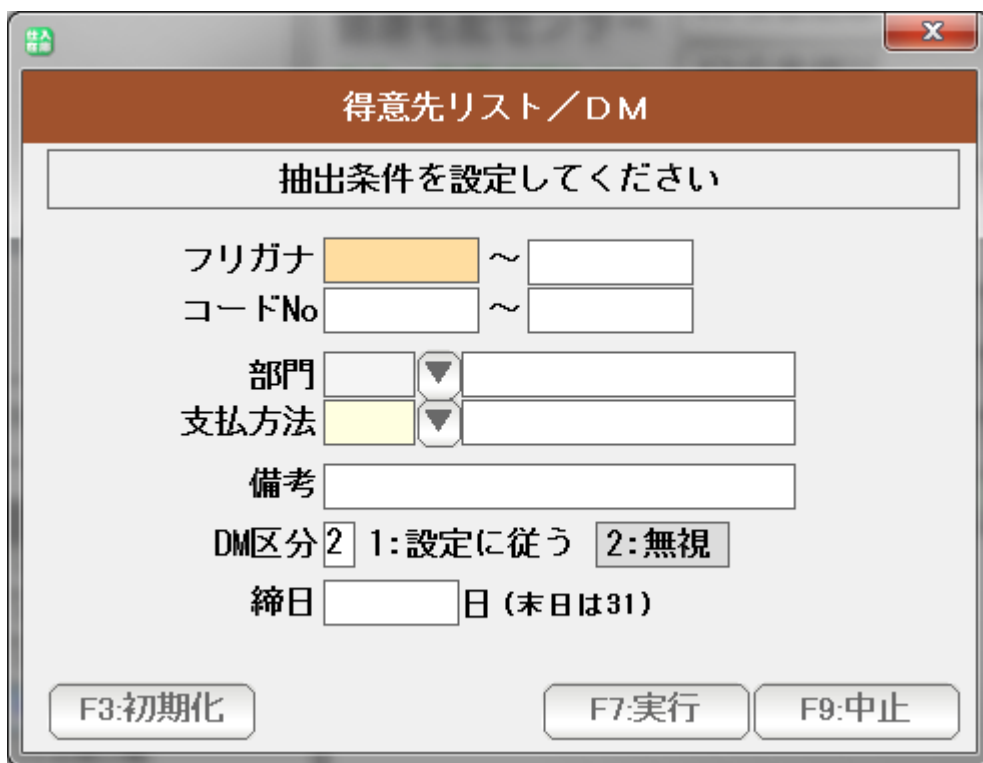 得意先リスト／DM
抽出条件を設定してください
フリガナ ～
コードNo ～
部門 ▼
支払方法 ▼
備考
DM区分 2 1:設定に従う 2:無視
締日 日 (末日は31)
F3:初期化 F7:実行 F9:中止